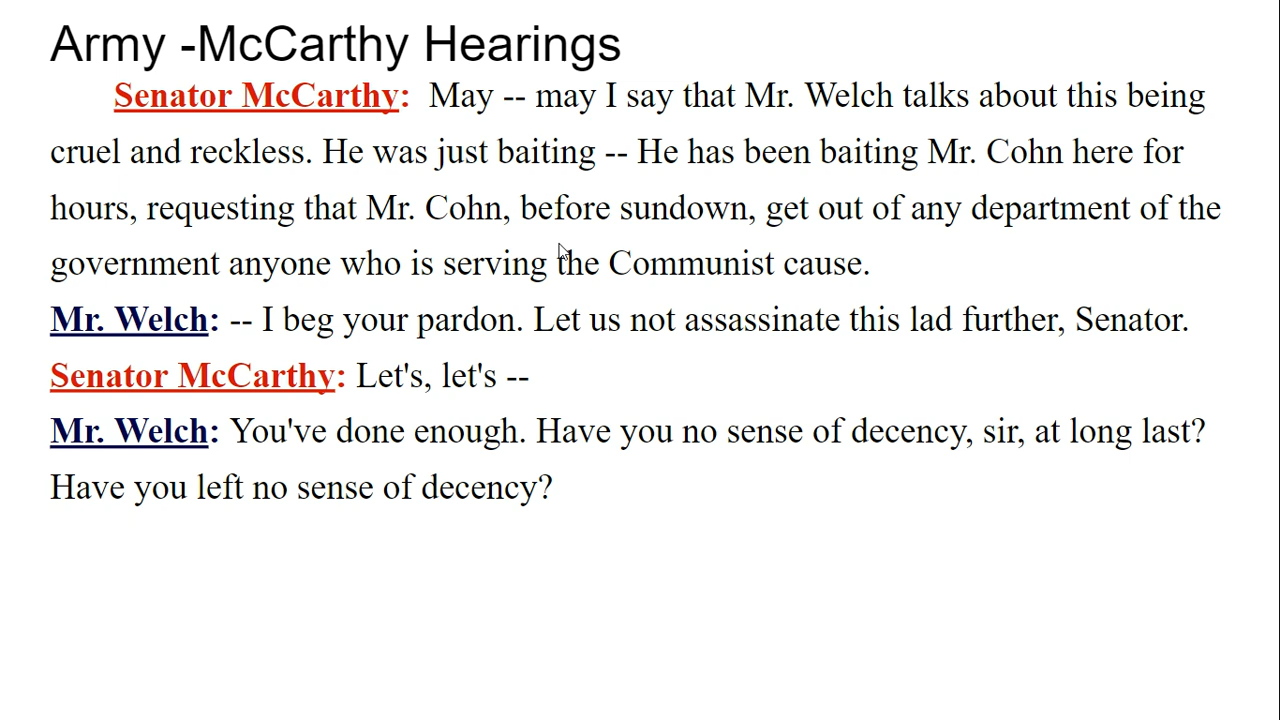 Army -McCarthy Hearings
Senator McCarthy: May -- may I say that Mr. Welch talks about this being
cruel and reckless. He was just baiting -- He has been baiting Mr. Cohn here for
hours, requesting that Mr. Cohn, before sundown, get out of any department of the
government anyone who is serving the Communist cause.
Mr. Welch: -- I beg your pardon. Let us not assassinate this lad further, Senator.
Senator McCarthy: Let's, let's --
Mr. Welch: You've done enough. Have you no sense of decency, sir, at long last?
Have you left no sense of decency?